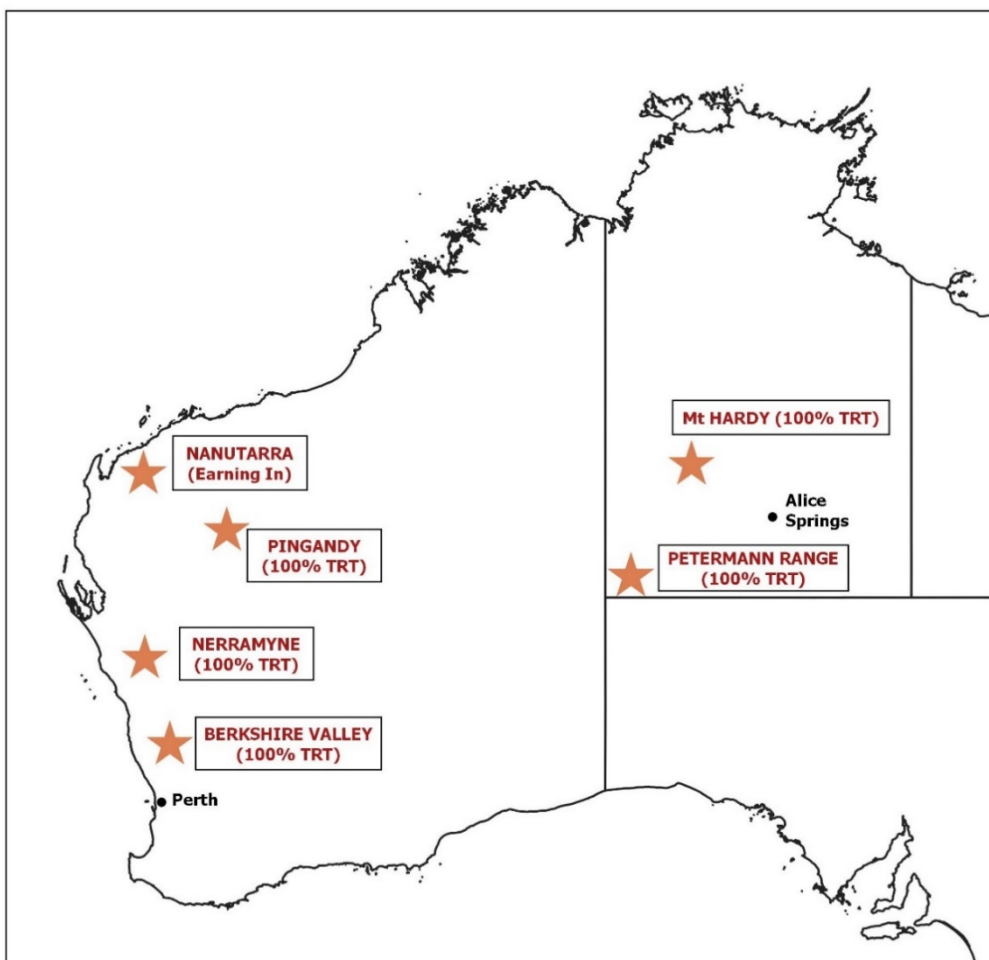 Mt HARDY (100% TRT)
NANUTARRA
(Earning In)
Alice
Springs
PINGANDY
(100% TRT)
PETERMANN RANGE
(100% TRT)
NERRAMYNE
(100% TRT)
BERKSHIRE VALLEY
(100% TRT)
Perth